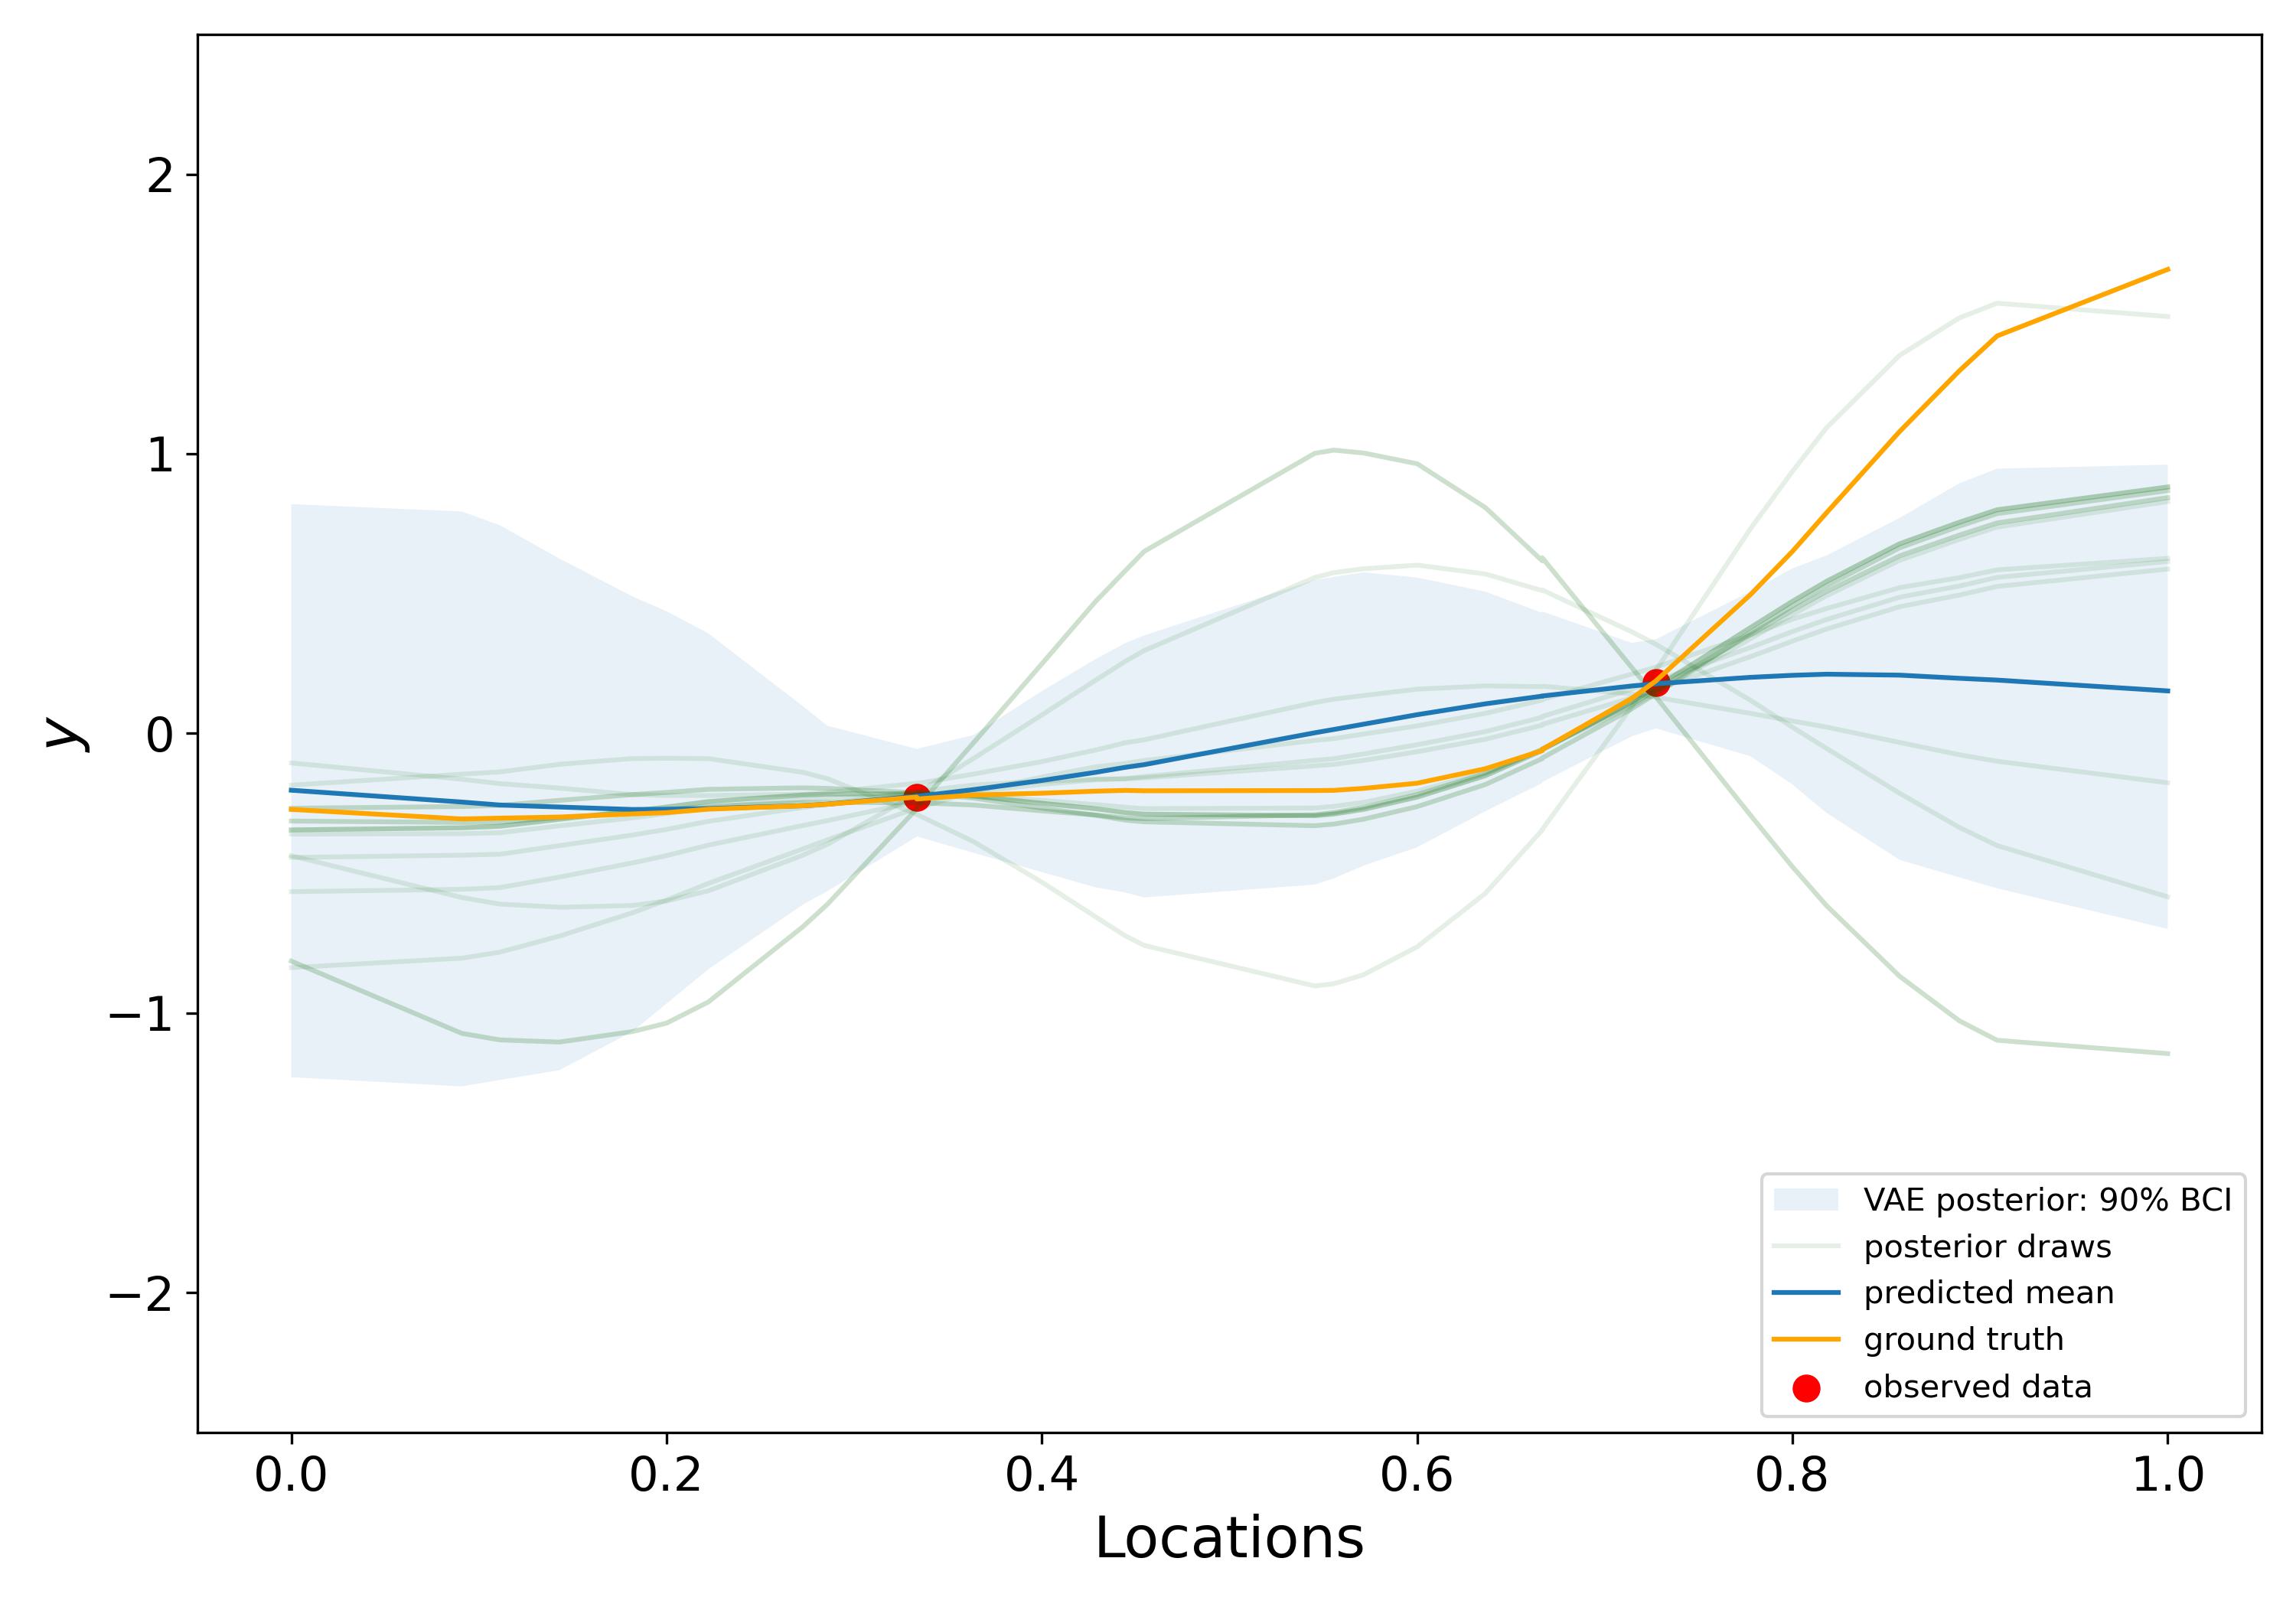 2
1
0
−1
−2
y
0.0 0.2 0.4 0.6 0.8 1.0
Locations
VAE posterior: 90% BCI
posterior draws
predicted mean
ground truth
observed data